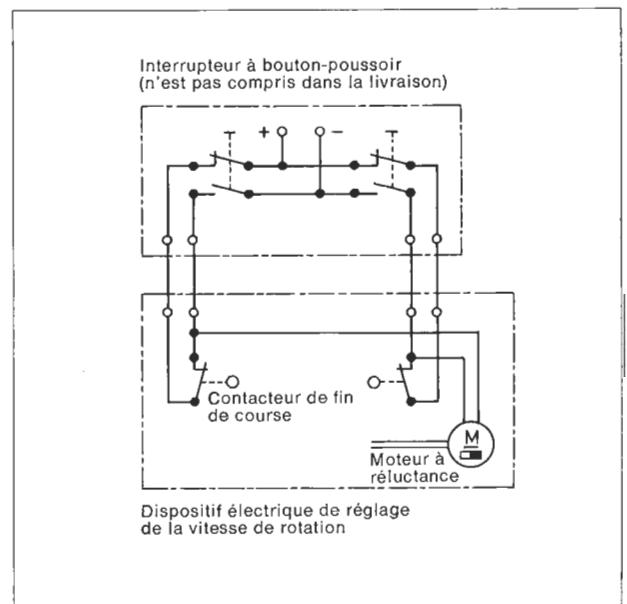 Interrupteur à bouton-poussoir
(n'est pas compris dans la livraison)
+ -
Contacteur de fin
de course
M
Moteur à
réluctance
Dispositif électrique de réglage
de la vitesse de rotation